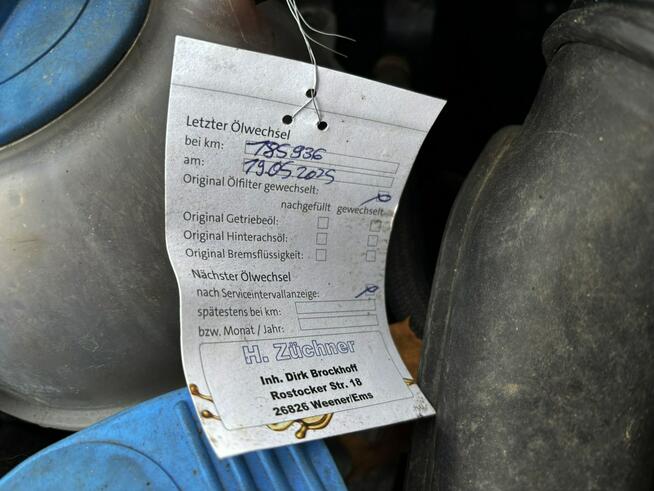 Letzter Ölwechsel
bei km: 185936
am: 19.05.2025
Original Ölfilter gewechselt:
nachgefüllt gewechselt
Original Getriebeöl:
Original Hinterachsöl:
Original Bremsflüssigkeit:
Nächster Ölwechsel
nach Serviceintervallanzeige:
spätestens bei km:
bzw. Monat / Jahr:
H. Züchner
Inh. Dirk Brockhoff
Rostocker Str. 18
26826 Weener/Ems